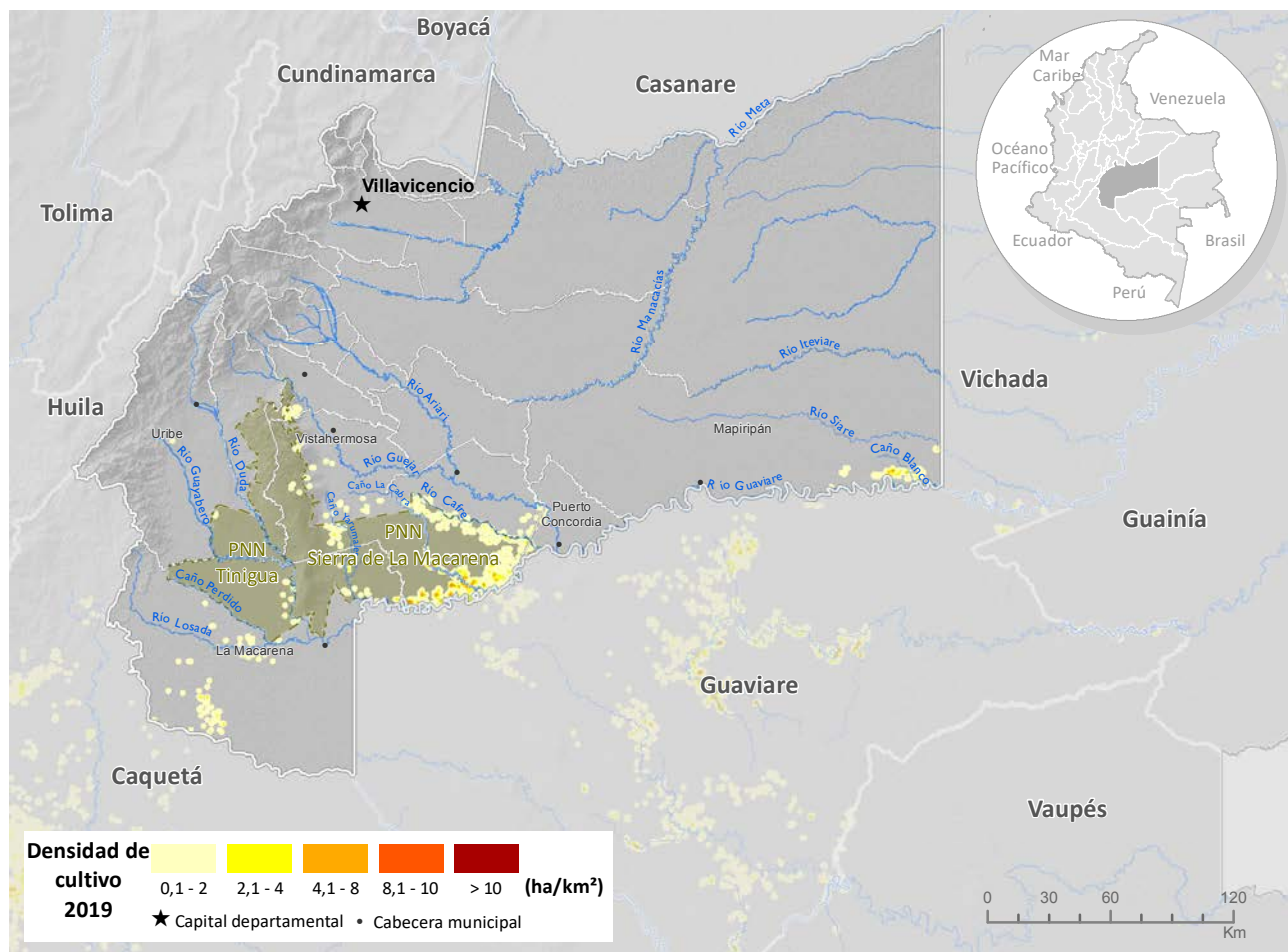 Boyacá
Cundinamarca
Casanare
Mar
Caribe
Venezuela
Océano
Pacífico
Ecuador
Brasil
Perú
Río Meta
Villavicencio
Tolima
Río Manacacías
Río Iteviare
Vichada
Huila
Río Ariari
Uribe
Vistahermosa
Mapiripán
Río Siare
Caño Blanco
Río Guayabero
Río Duda
Río Guejar
Caño La Cabra
Río Cafre
Río Guaviare
Caño Yarumales
Puerto
Concordia
Guainía
PNN
Tinigua
PNN
Sierra de La Macarena
Caño Perdido
Río Losada
La Macarena
Guaviare
Caquetá
Vaupés
Densidad de
cultivo
2019
0,1 - 2
2,1 - 4
4,1 - 8
8,1 - 10
> 10
(ha/km²)
★ Capital departamental
• Cabecera municipal
0 30 60 120
Km